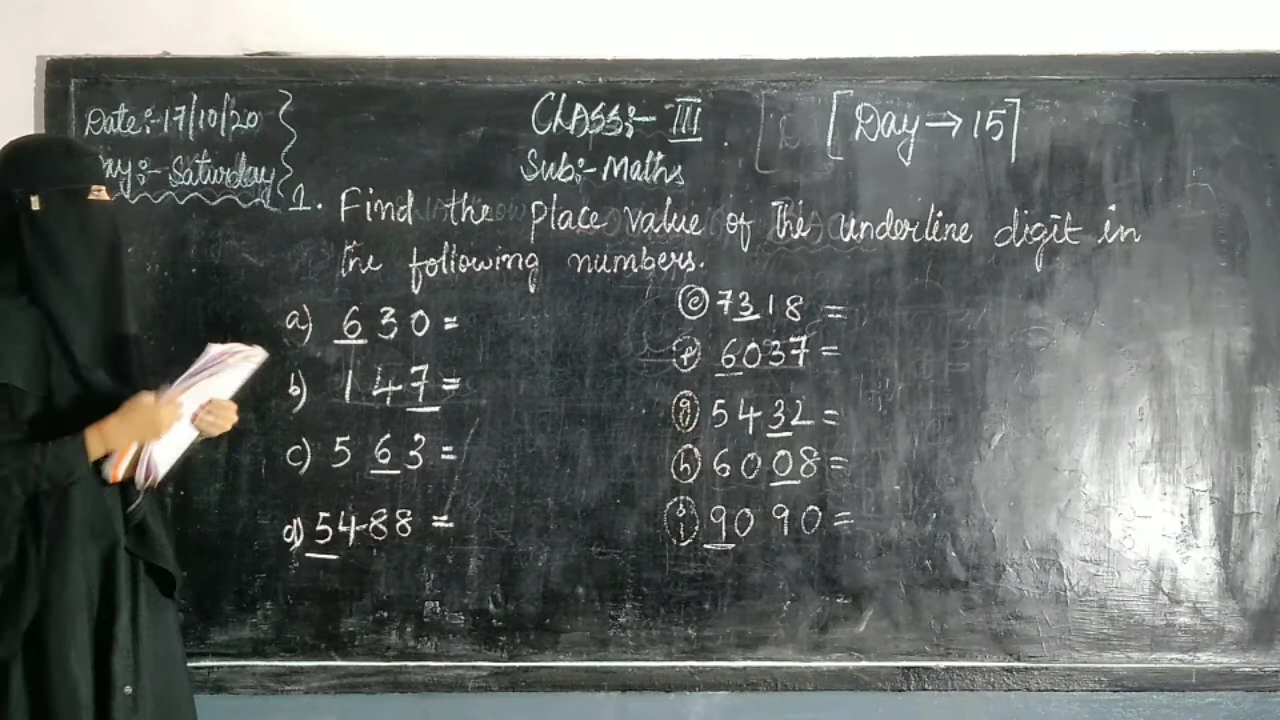 Date:-17/10/20
ay:- Saturday
CLASS:- III
Sub:- Maths
[Day→15]
1. Find the place value of the underline digit in
the following numbers.
a) 630=
b) 147=
c) 563=
d) 5488=
e 7318=
f 6037=
g 5432=
h 6008=
i 9090=